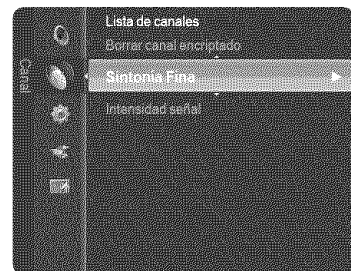 Canal
Lista de canales
Borrar canal encriptado
Sintonía Fina
Intensidad señal